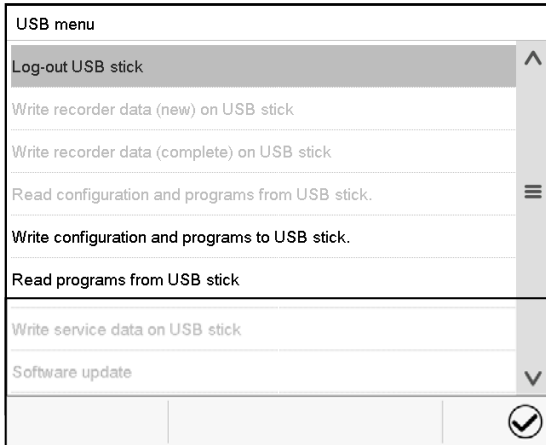 USB menu
Log-out USB stick
Write recorder data (new) on USB stick
Write recorder data (complete) on USB stick
Read configuration and programs from USB stick.
Write configuration and programs to USB stick.
Read programs from USB stick
Write service data on USB stick
Software update